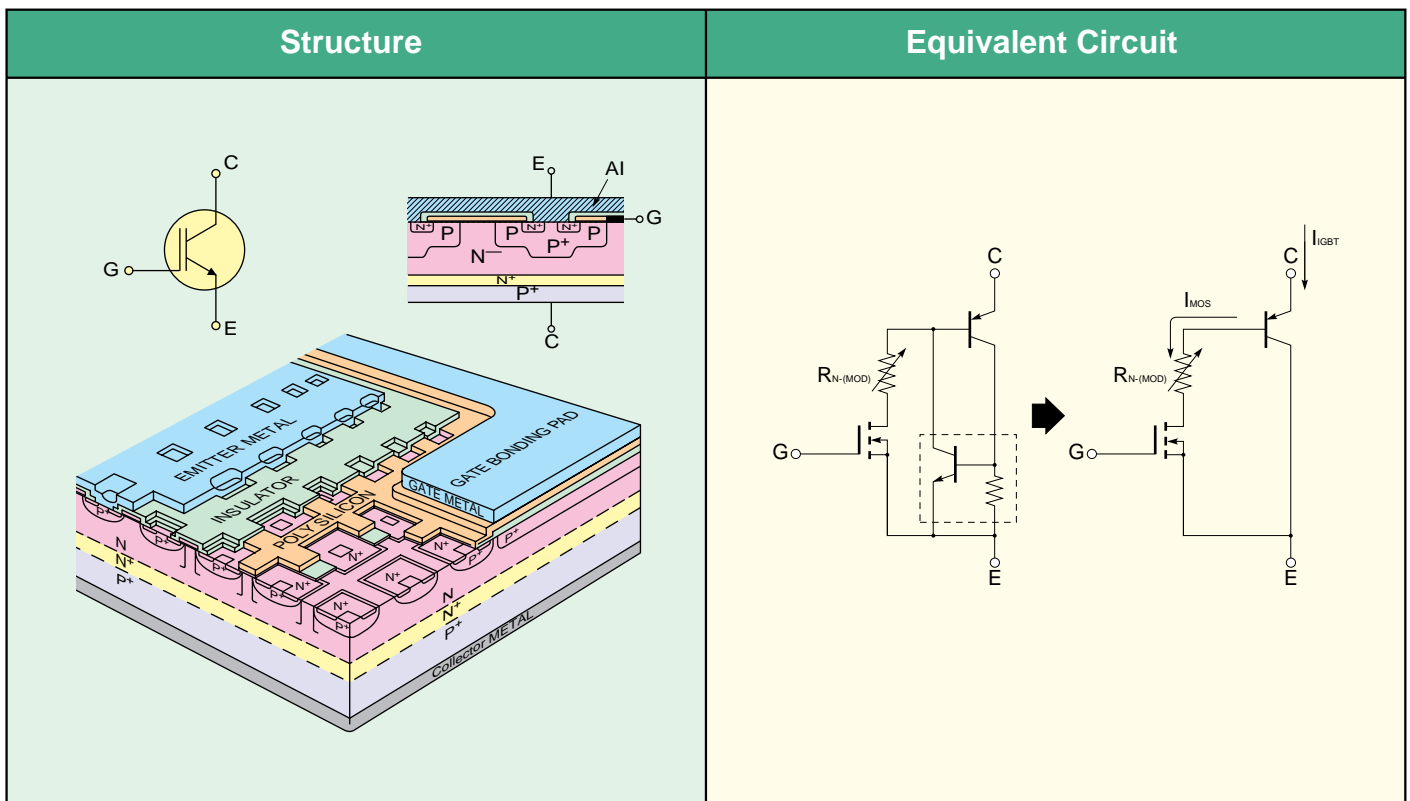 Structure
Equivalent Circuit
C
G
E
E
Al
G
N+
P
P
N+
N+
P
P+
N—
N+
P+
C
EMITTER METAL
INSULATOR
POLY SILICON
GATE METAL
GATE BONDING PAD
P+
P+
P+
P+
P+
N+
N+
N+
N+
N+
P+
P+
P+
N
N+
P+
N
N+
P+
Collector METAL
C
RN-(MOD)
G
E
IIGBT
C
IMOS
RN-(MOD)
G
E